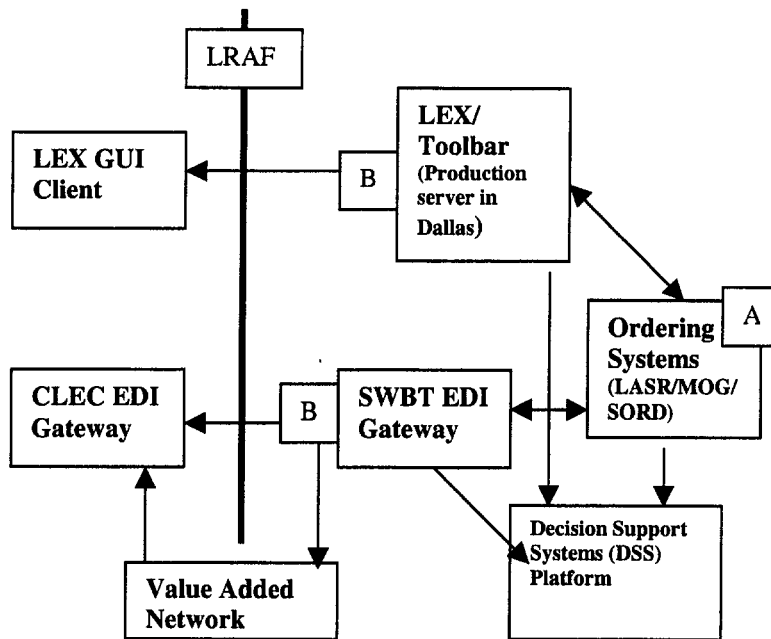 LRAF
LEX GUI
Client
B
LEX/
Toolbar
(Production
server in
Dallas)
A
Ordering
Systems
(LASR/MOG/
SORD)
CLEC EDI
Gateway
B
SWBT EDI
Gateway
Value Added
Network
Decision Support
Systems (DSS)
Platform